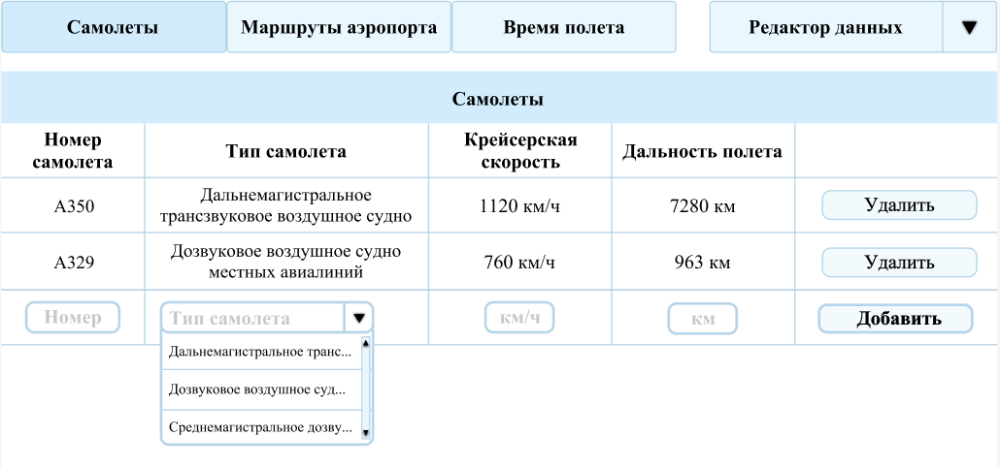 Самолеты
Маршруты аэропорта
Время полета
Редактор данных
Самолеты
Номер
самолета
Тип самолета
Крейсерская
скорость
Дальность полета
А350
Дальнемагистральное
трансзвуковое воздушное судно
1120 км/ч
7280 км
Удалить
А329
Дозвуковое воздушное судно
местных авиалиний
760 км/ч
963 км
Удалить
Номер
Тип самолета
км/ч
км
Добавить
Дальнемагистральное транс...
Дозвуковое воздушное суд...
Среднемагистральное дозву...